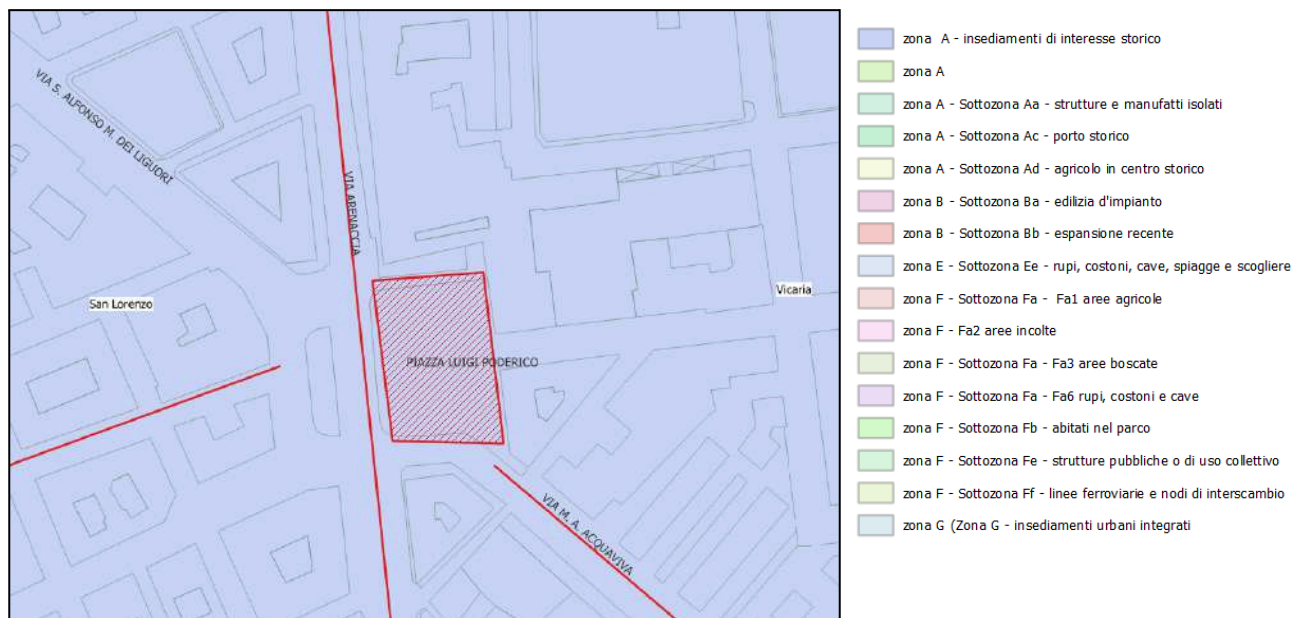 VIA S. ALFONSO M. DEI LIGUORI
VIA ARENACCIA
San Lorenzo
Vicaria
PIAZZA LUIGI PODERICO
VIA M. A. ACQUAVIVA
zona A - insediamenti di interesse storico
zona A
zona A - Sottozona Aa - strutture e manufatti isolati
zona A - Sottozona Ac - porto storico
zona A - Sottozona Ad - agricolo in centro storico
zona B - Sottozona Ba - edilizia d'impianto
zona B - Sottozona Bb - espansione recente
zona E - Sottozona Ee - rupi, costoni, cave, spiagge e scogliere
zona F - Sottozona Fa - Fa1 aree agricole
zona F - Fa2 aree incolte
zona F - Sottozona Fa - Fa3 aree boscate
zona F - Sottozona Fa - Fa6 rupi, costoni e cave
zona F - Sottozona Fb - abitati nel parco
zona F - Sottozona Fe - strutture pubbliche o di uso collettivo
zona F - Sottozona Ff - linee ferroviarie e nodi di interscambio
zona G (Zona G - insediamenti urbani integrati